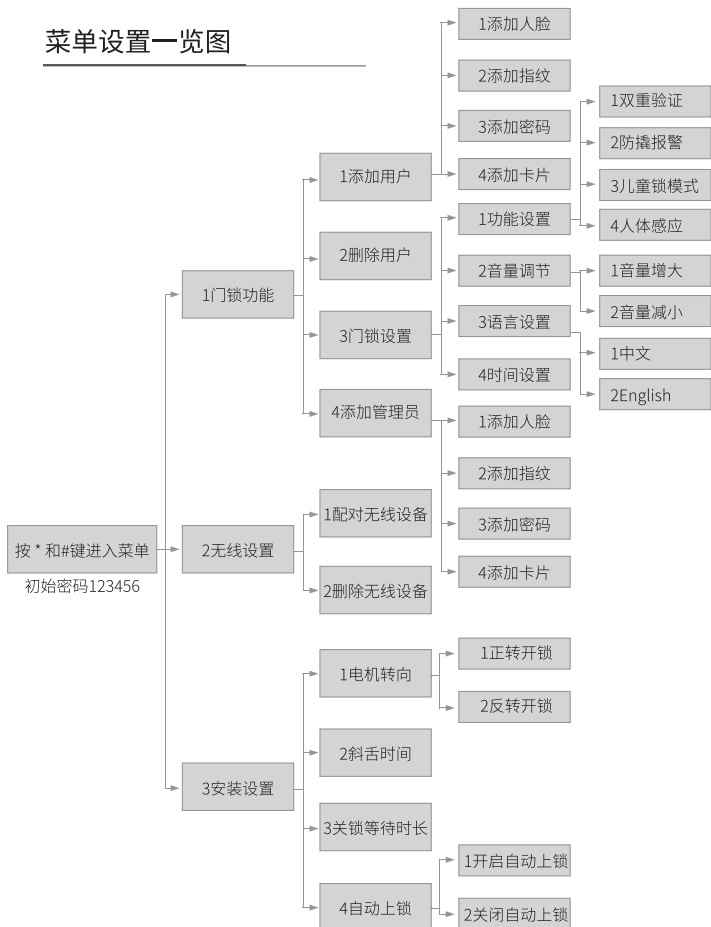 菜单设置一览图
按 * 和#键进入菜单
初始密码123456
1门锁功能
1添加用户
1添加人脸
2添加指纹
3添加密码
4添加卡片
2删除用户
3门锁设置
1功能设置
1双重验证
2防撬报警
3儿童锁模式
4人体感应
2音量调节
1音量增大
2音量减小
3语言设置
1中文
2English
4时间设置
4添加管理员
1添加人脸
2添加指纹
3添加密码
4添加卡片
2无线设置
1配对无线设备
2删除无线设备
3安装设置
1电机转向
1正转开锁
2反转开锁
2斜舌时间
3关锁等待时长
4自动上锁
1开启自动上锁
2关闭自动上锁